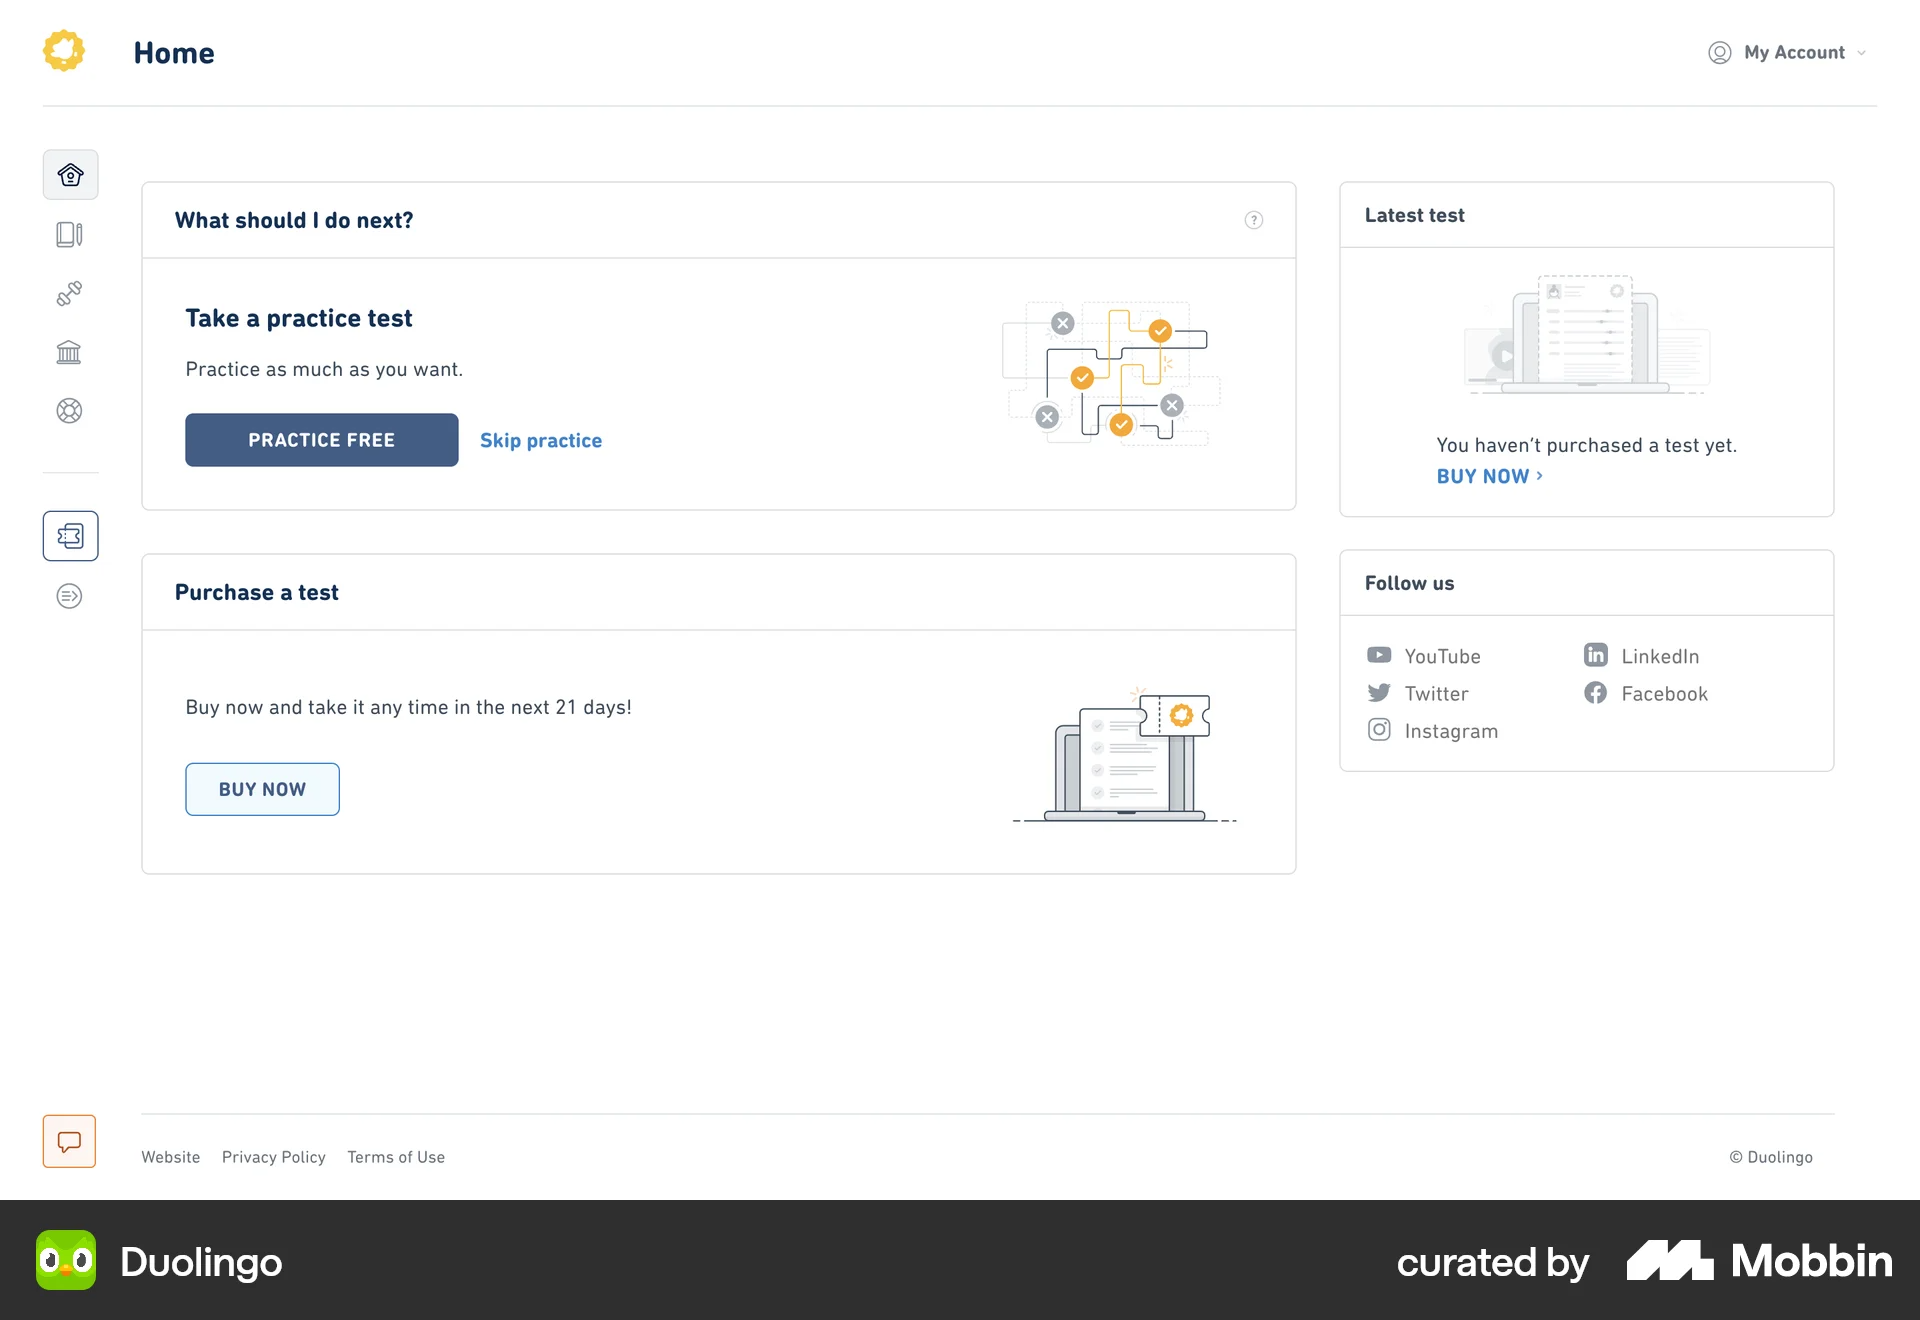 Home
My Account
What should I do next?
?
Take a practice test
Practice as much as you want.
PRACTICE FREE
Skip practice
Latest test
You haven't purchased a test yet.
BUY NOW ›
Purchase a test
Buy now and take it any time in the next 21 days!
BUY NOW
Follow us
YouTube
LinkedIn
Twitter
Facebook
Instagram
Website
Privacy Policy
Terms of Use
© Duolingo
Duolingo
curated by
Mobbin